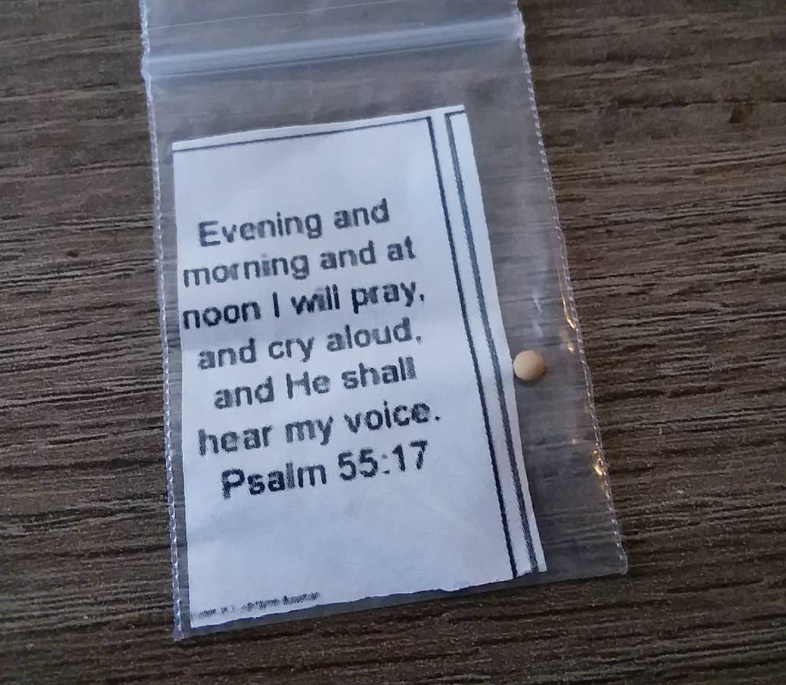 Evening and
morning and at
noon I will pray,
and cry aloud,
and He shall
hear my voice.
Psalm 55:17